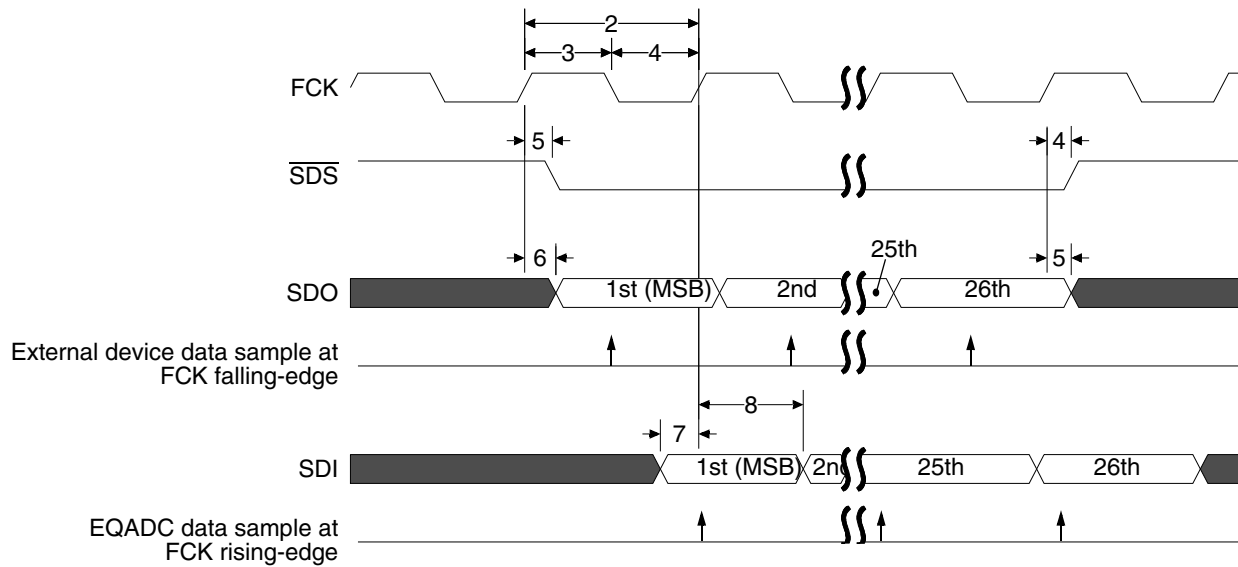 2
3 4
FCK
5 4
SDS
6 25th 5
SDO 1st (MSB) 2nd 26th
External device data sample at
FCK falling-edge
8
7
SDI 1st (MSB) 2nd 25th 26th
EQADC data sample at
FCK rising-edge